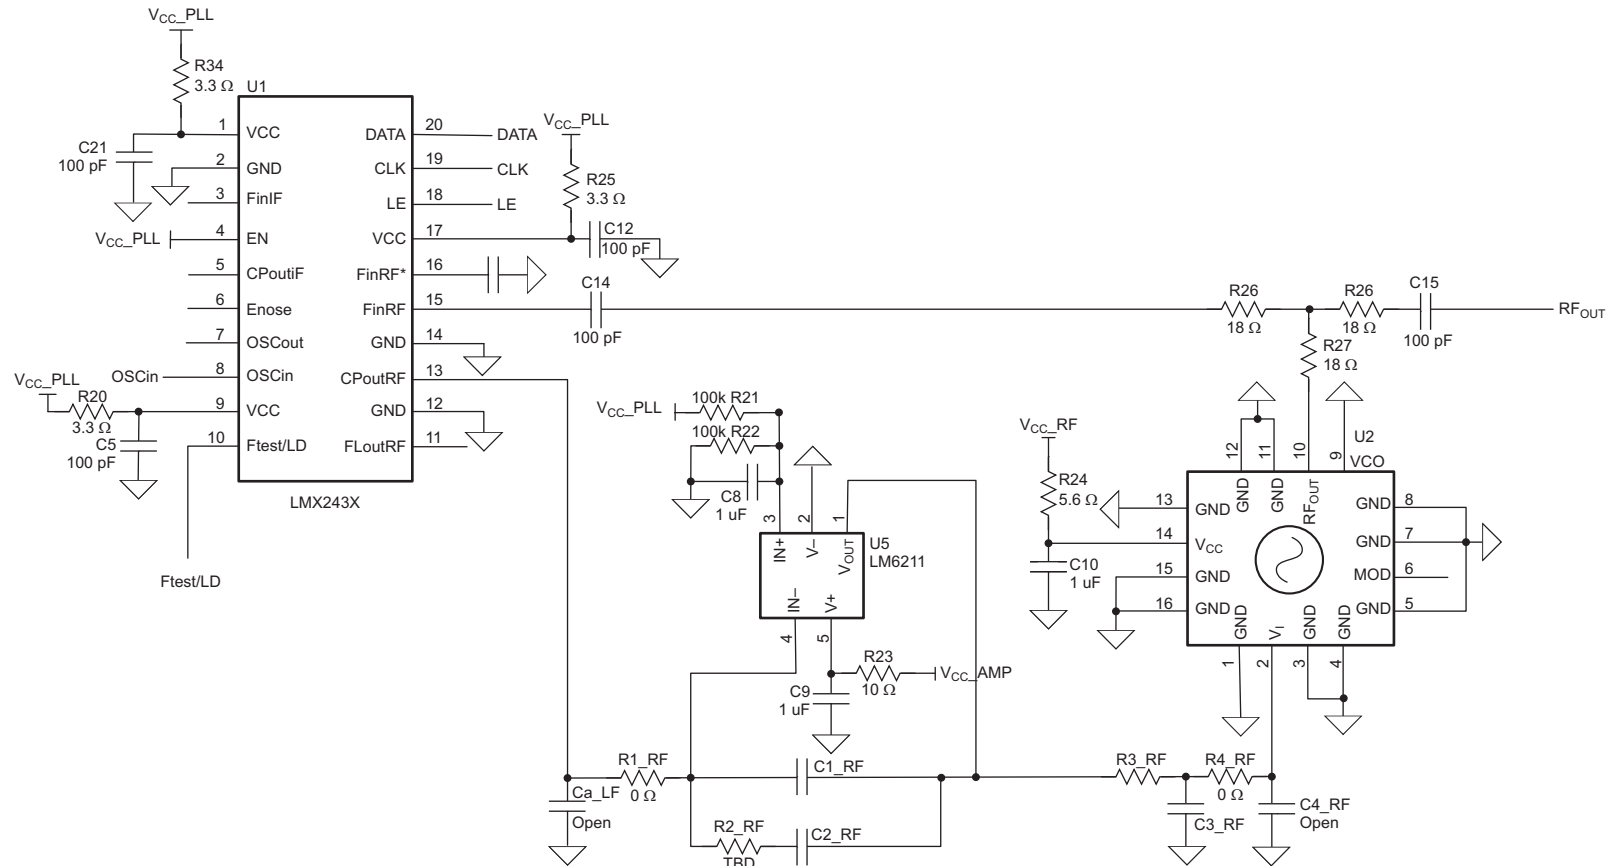 VCC_PLL
R34
3.3 Ω
U1
1
VCC
C21
100 pF
2
GND
3
FinIF
VCC_PLL
4
EN
5
CPoutiF
6
Enose
7
OSCout
OSCin
8
OSCin
VCC_PLL
R20
3.3 Ω
9
VCC
C5
100 pF
10
Ftest/LD
LMX243X
Ftest/LD
DATA
20
DATA
CLK
19
CLK
LE
18
LE
VCC
17
FinRF*
16
FinRF
15
GND
14
CPoutRF
13
GND
12
FLoutRF
11
VCC_PLL
R25
3.3 Ω
C12
100 pF
C14
100 pF
R26
18 Ω
R26
18 Ω
C15
100 pF
RFOUT
R27
18 Ω
VCC_PLL
100k R21
100k R22
C8
1 uF
3
2
1
IN+
V–
VOUT
U5
LM6211
IN–
V+
4
5
R23
10 Ω
VCC_AMP
C9
1 uF
VCC_RF
R24
5.6 Ω
C10
1 uF
12
11
10
9
U2
VCO
GND
GND
RFOUT
13
GND
14
VCC
15
GND
16
GND
GND
8
GND
7
MOD
6
GND
5
GND
VI
GND
GND
1
2
3
4
Ca_LF
Open
R1_RF
0 Ω
C1_RF
R2_RF
TBD
C2_RF
R3_RF
R4_RF
0 Ω
C3_RF
C4_RF
Open